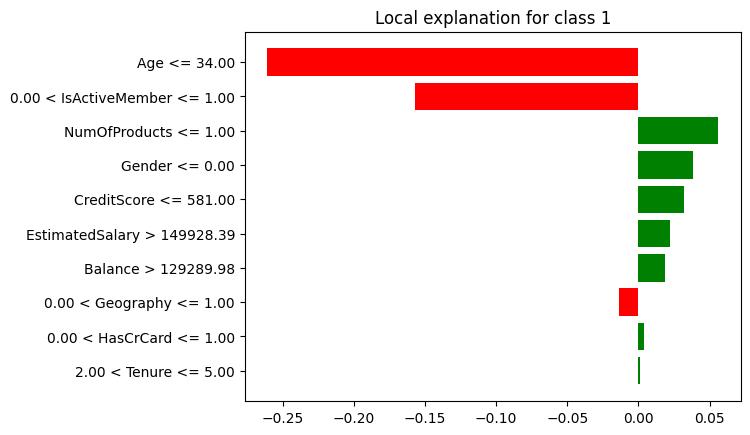 Local explanation for class 1
Age <= 34.00
0.00 < IsActiveMember <= 1.00
NumOfProducts <= 1.00
Gender <= 0.00
CreditScore <= 581.00
EstimatedSalary > 149928.39
Balance > 129289.98
0.00 < Geography <= 1.00
0.00 < HasCrCard <= 1.00
2.00 < Tenure <= 5.00
−0.25 −0.20 −0.15 −0.10 −0.05 0.00 0.05